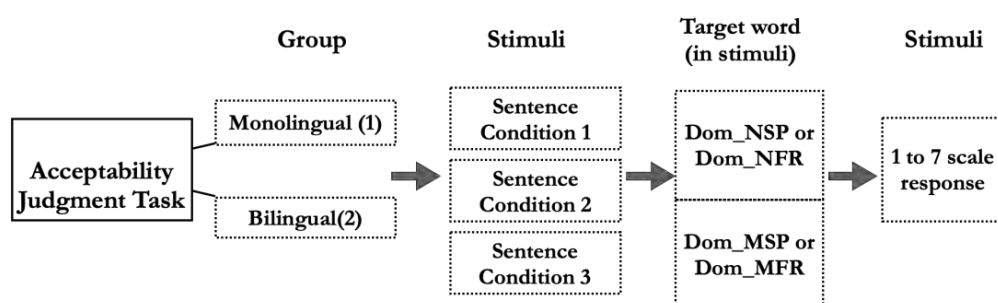 Group
Stimuli
Target word
(in stimuli)
Stimuli
Acceptability
Judgment Task
Monolingual (1)
Bilingual(2)
Sentence
Condition 1
Sentence
Condition 2
Sentence
Condition 3
Dom_NSP or
Dom_NFR
Dom_MSP or
Dom_MFR
1 to 7 scale
response